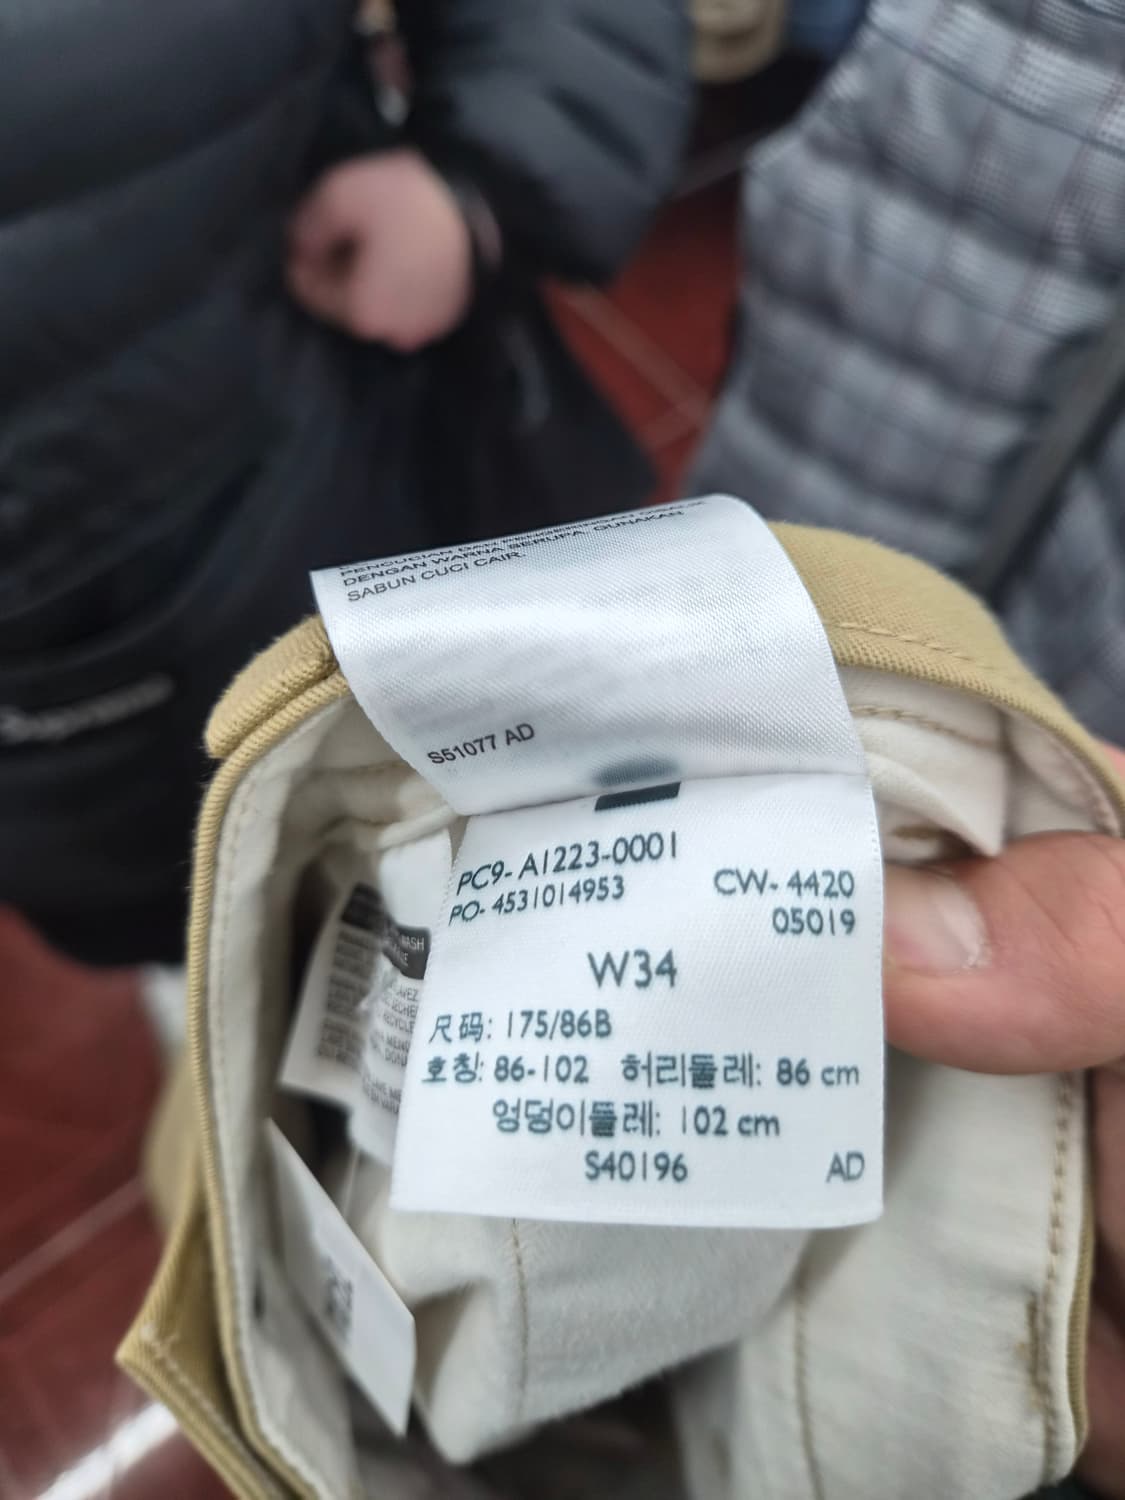 DENGAN WARNA SERUPA. GUNAKAN
SABUN CUCI CAIR.
S51077 AD
PC9- A1223-0001
PO- 4531014953
CW- 4420
05019
W34
尺码: 175/86B
호칭: 86-102 허리둘레: 86 cm
엉덩이둘레: 102 cm
S40196 AD